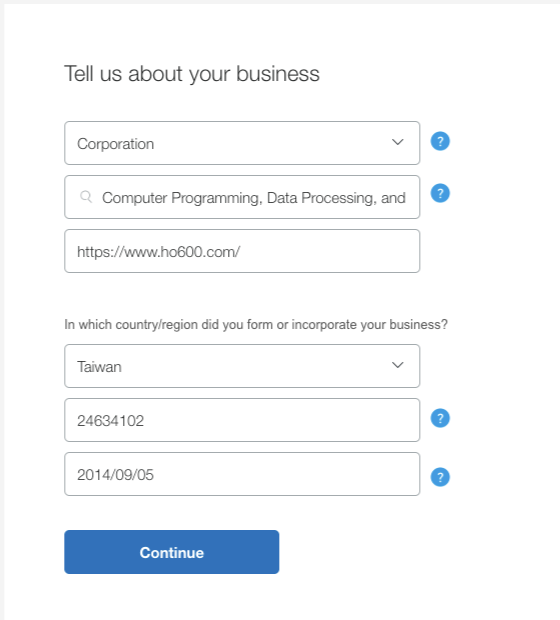 Tell us about your business
Corporation
?
Computer Programming, Data Processing, and
?
https://www.ho600.com/
In which country/region did you form or incorporate your business?
Taiwan
24634102
?
2014/09/05
?
Continue